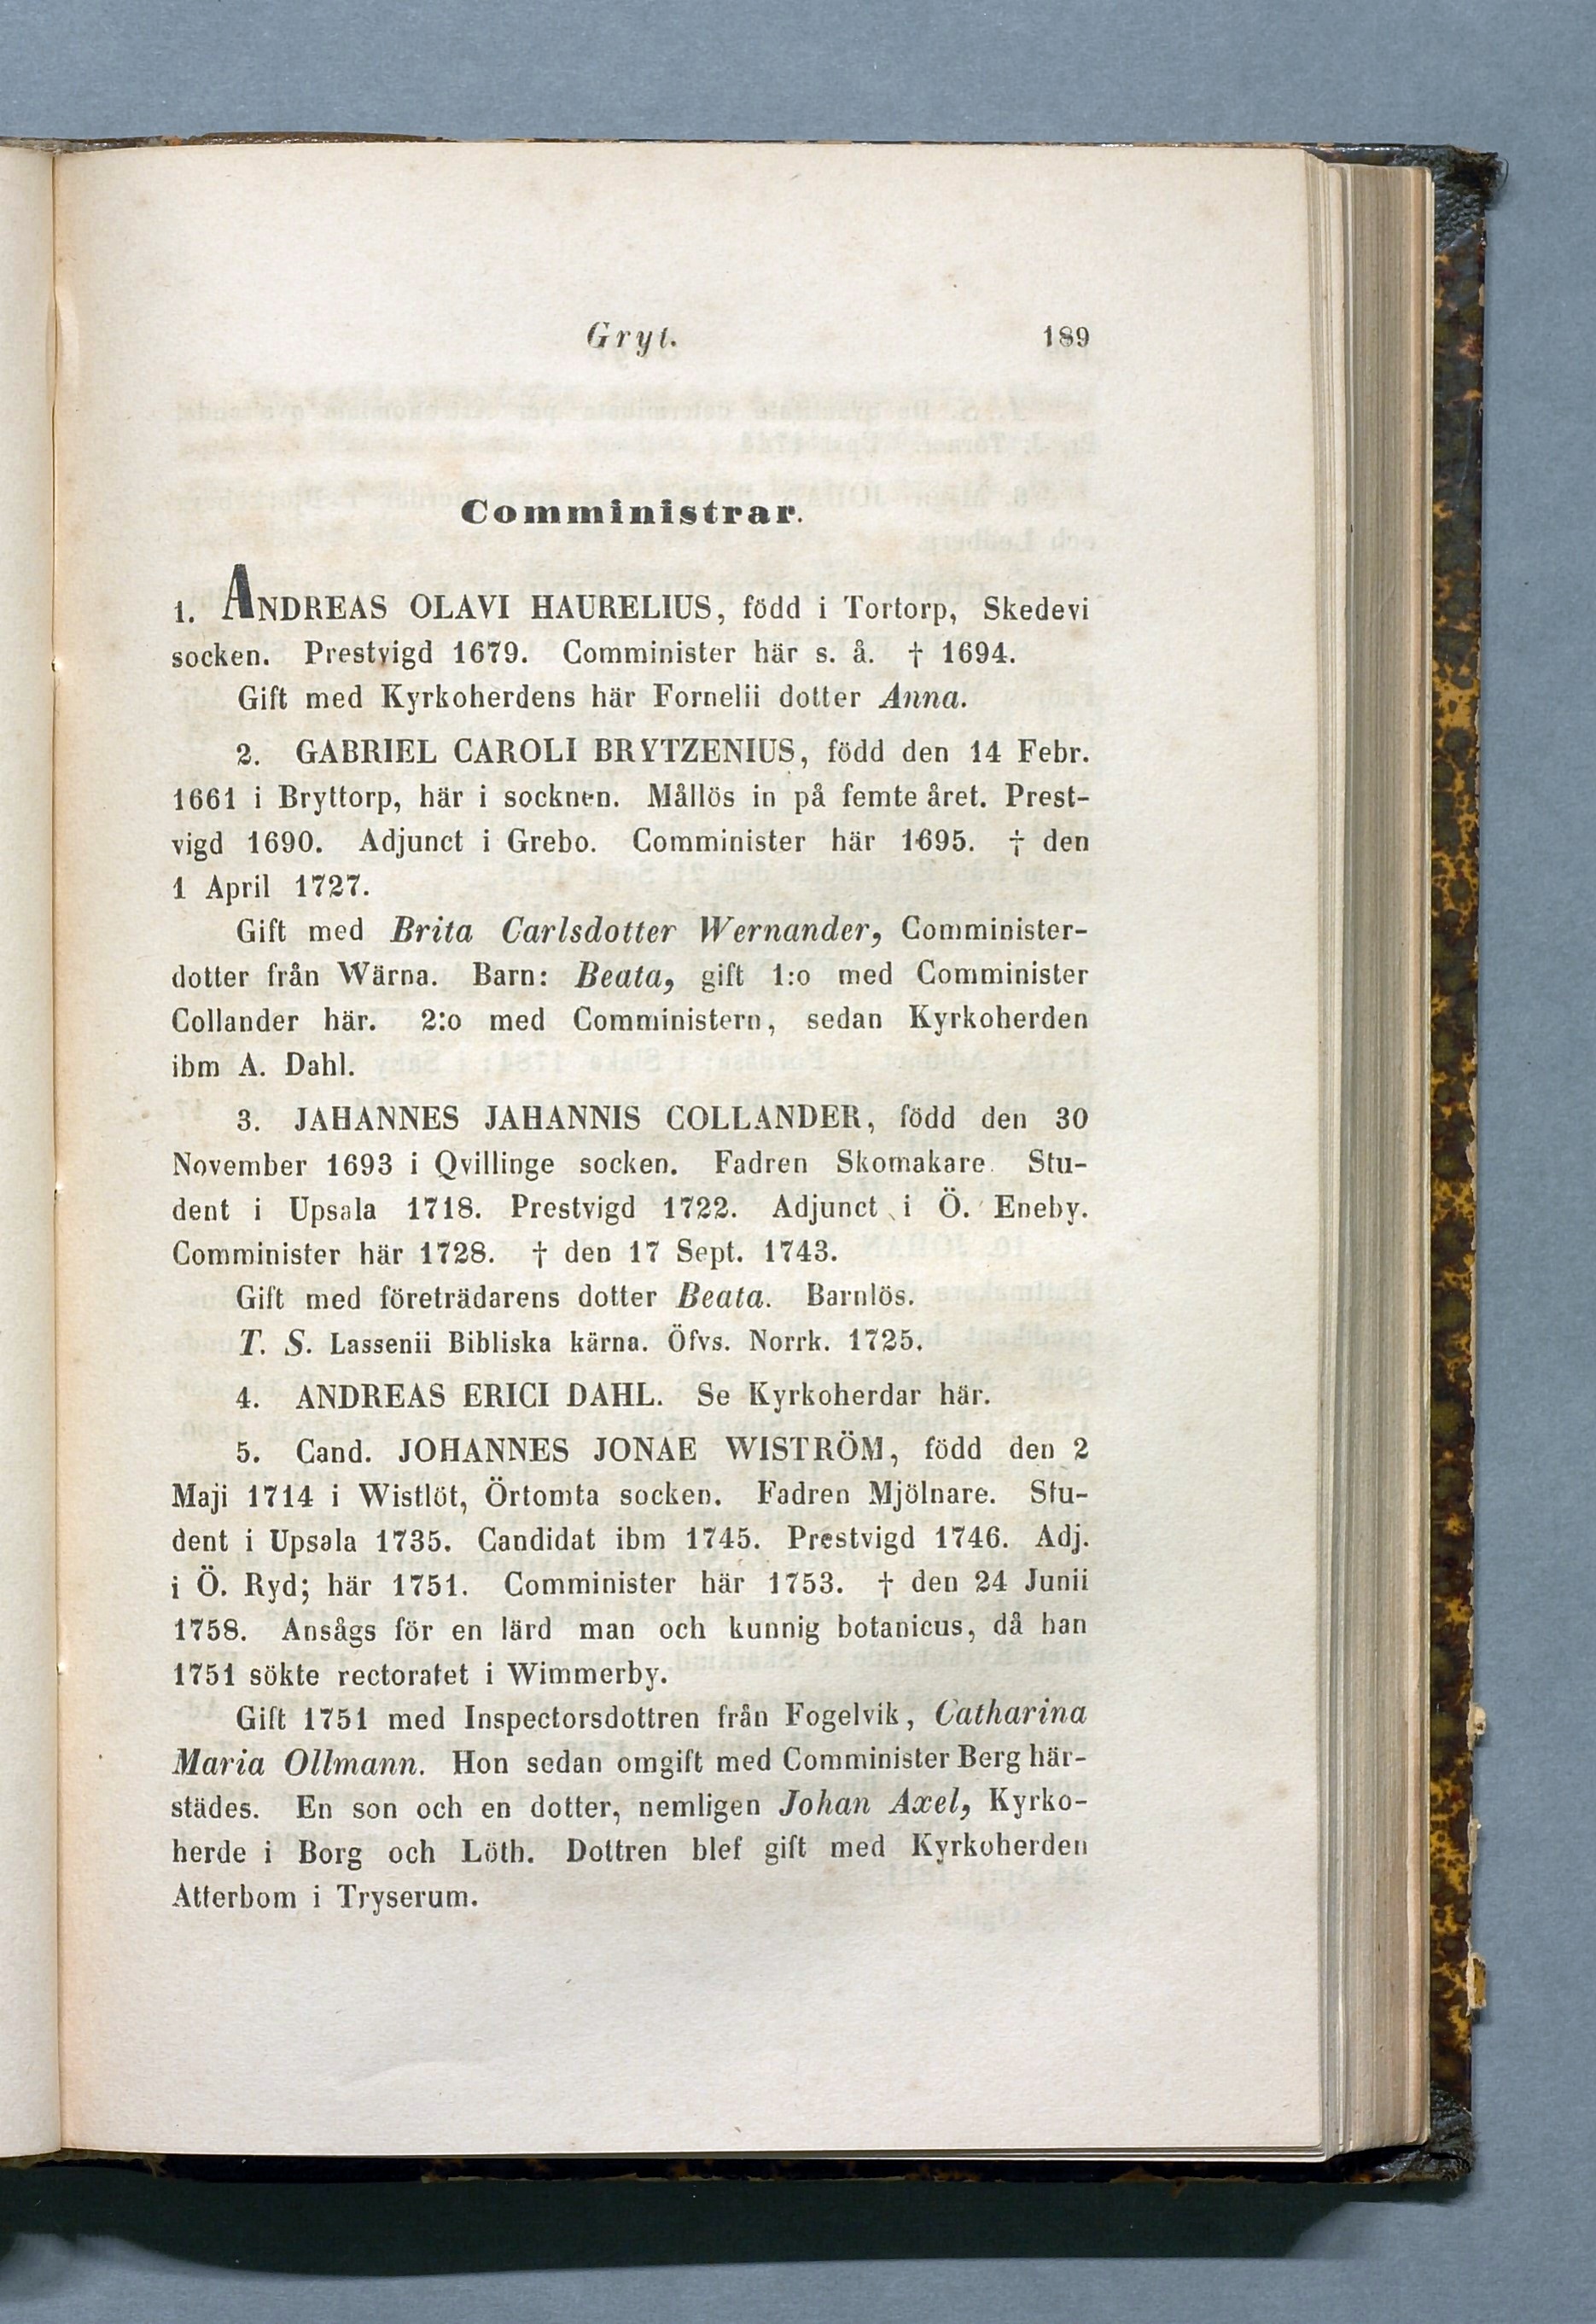 Gryt. 189
Comministrar.
1. ANDREAS OLAVI HAURELIUS, född i Tortorp, Skedevi
socken. Prestvigd 1679. Comminister här s. å. † 1694.
Gift med Kyrkoherdens här Fornelii dotter Anna.
2. GABRIEL CAROLI BRYTZENIUS, född den 14 Febr.
1661 i Bryttorp, här i socknen. Mållös in på femte året. Prest-
vigd 1690. Adjunct i Grebo. Comminister här 1695. † den
1 April 1727.
Gift med Brita Carlsdotter Wernander, Comminister-
dotter från Wärna. Barn: Beata, gift 1:o med Comminister
Collander här. 2:o med Comministern, sedan Kyrkoherden
ibm A. Dahl.
3. JAHANNES JAHANNIS COLLANDER, född den 30
November 1693 i Qvillinge socken. Fadren Skomakare. Stu-
dent i Upsala 1718. Prestvigd 1722. Adjunct i Ö. Eneby.
Comminister här 1728. † den 17 Sept. 1743.
Gift med företrädarens dotter Beata. Barnlös.
T. S. Lassenii Bibliska kärna. Öfvs. Norrk. 1725.
4. ANDREAS ERICI DAHL. Se Kyrkoherdar här.
5. Cand. JOHANNES JONAE WISTRÖM, född den 2
Maji 1714 i Wistlöt, Örtomta socken. Fadren Mjölnare. Stu-
dent i Upsala 1735. Candidat ibm 1745. Prestvigd 1746. Adj.
i Ö. Ryd; här 1751. Comminister här 1753. † den 24 Junii
1758. Ansågs för en lärd man och kunnig botanicus, då han
1751 sökte rectoratet i Wimmerby.
Gift 1751 med Inspectorsdottren från Fogelvik, Catharina
Maria Ollmann. Hon sedan omgift med Comminister Berg här-
städes. En son och en dotter, nemligen Johan Axel, Kyrko-
herde i Borg och Löth. Dottren blef gift med Kyrkoherden
Atterbom i Tryserum.